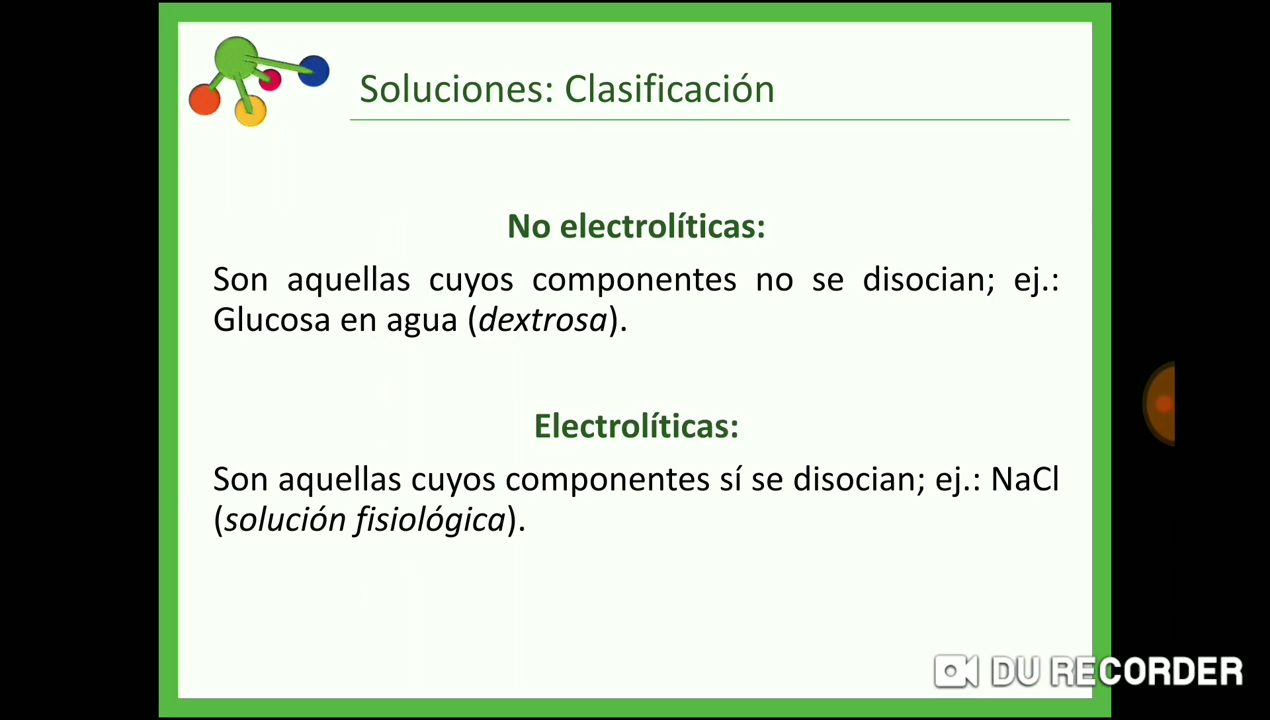 Soluciones: Clasificación
No electrolíticas:
Son aquellas cuyos componentes no se disocian; ej.:
Glucosa en agua (dextrosa).
Electrolíticas:
Son aquellas cuyos componentes sí se disocian; ej.: NaCl
(solución fisiológica).
DU RECORDER